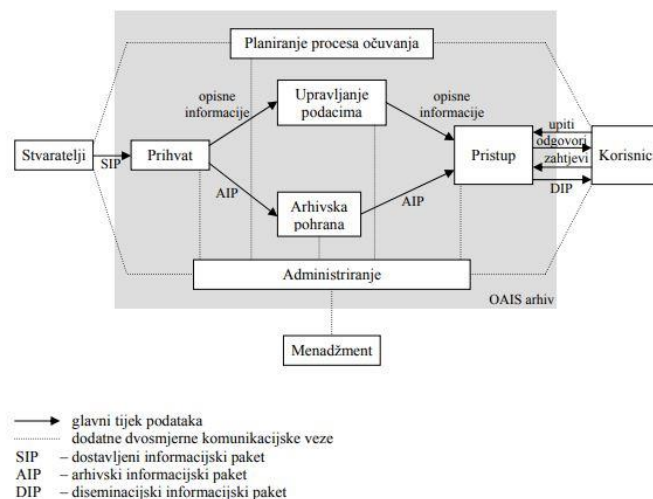 Planiranje procesa očuvanja
opisne
informacije
Upravljanje
podacima
opisne
informacije
Stvaratelji
SIP
Prihvat
Pristup
upiti
odgovori
zahtjevi
DIP
Korisnici
AIP
Arhivska
pohrana
AIP
Administriranje
OAIS arhiv
Menadžment
glavni tijek podataka
dodatne dvosmjerne komunikacijske veze
SIP – dostavljeni informacijski paket
AIP – arhivski informacijski paket
DIP – diseminacijski informacijski paket